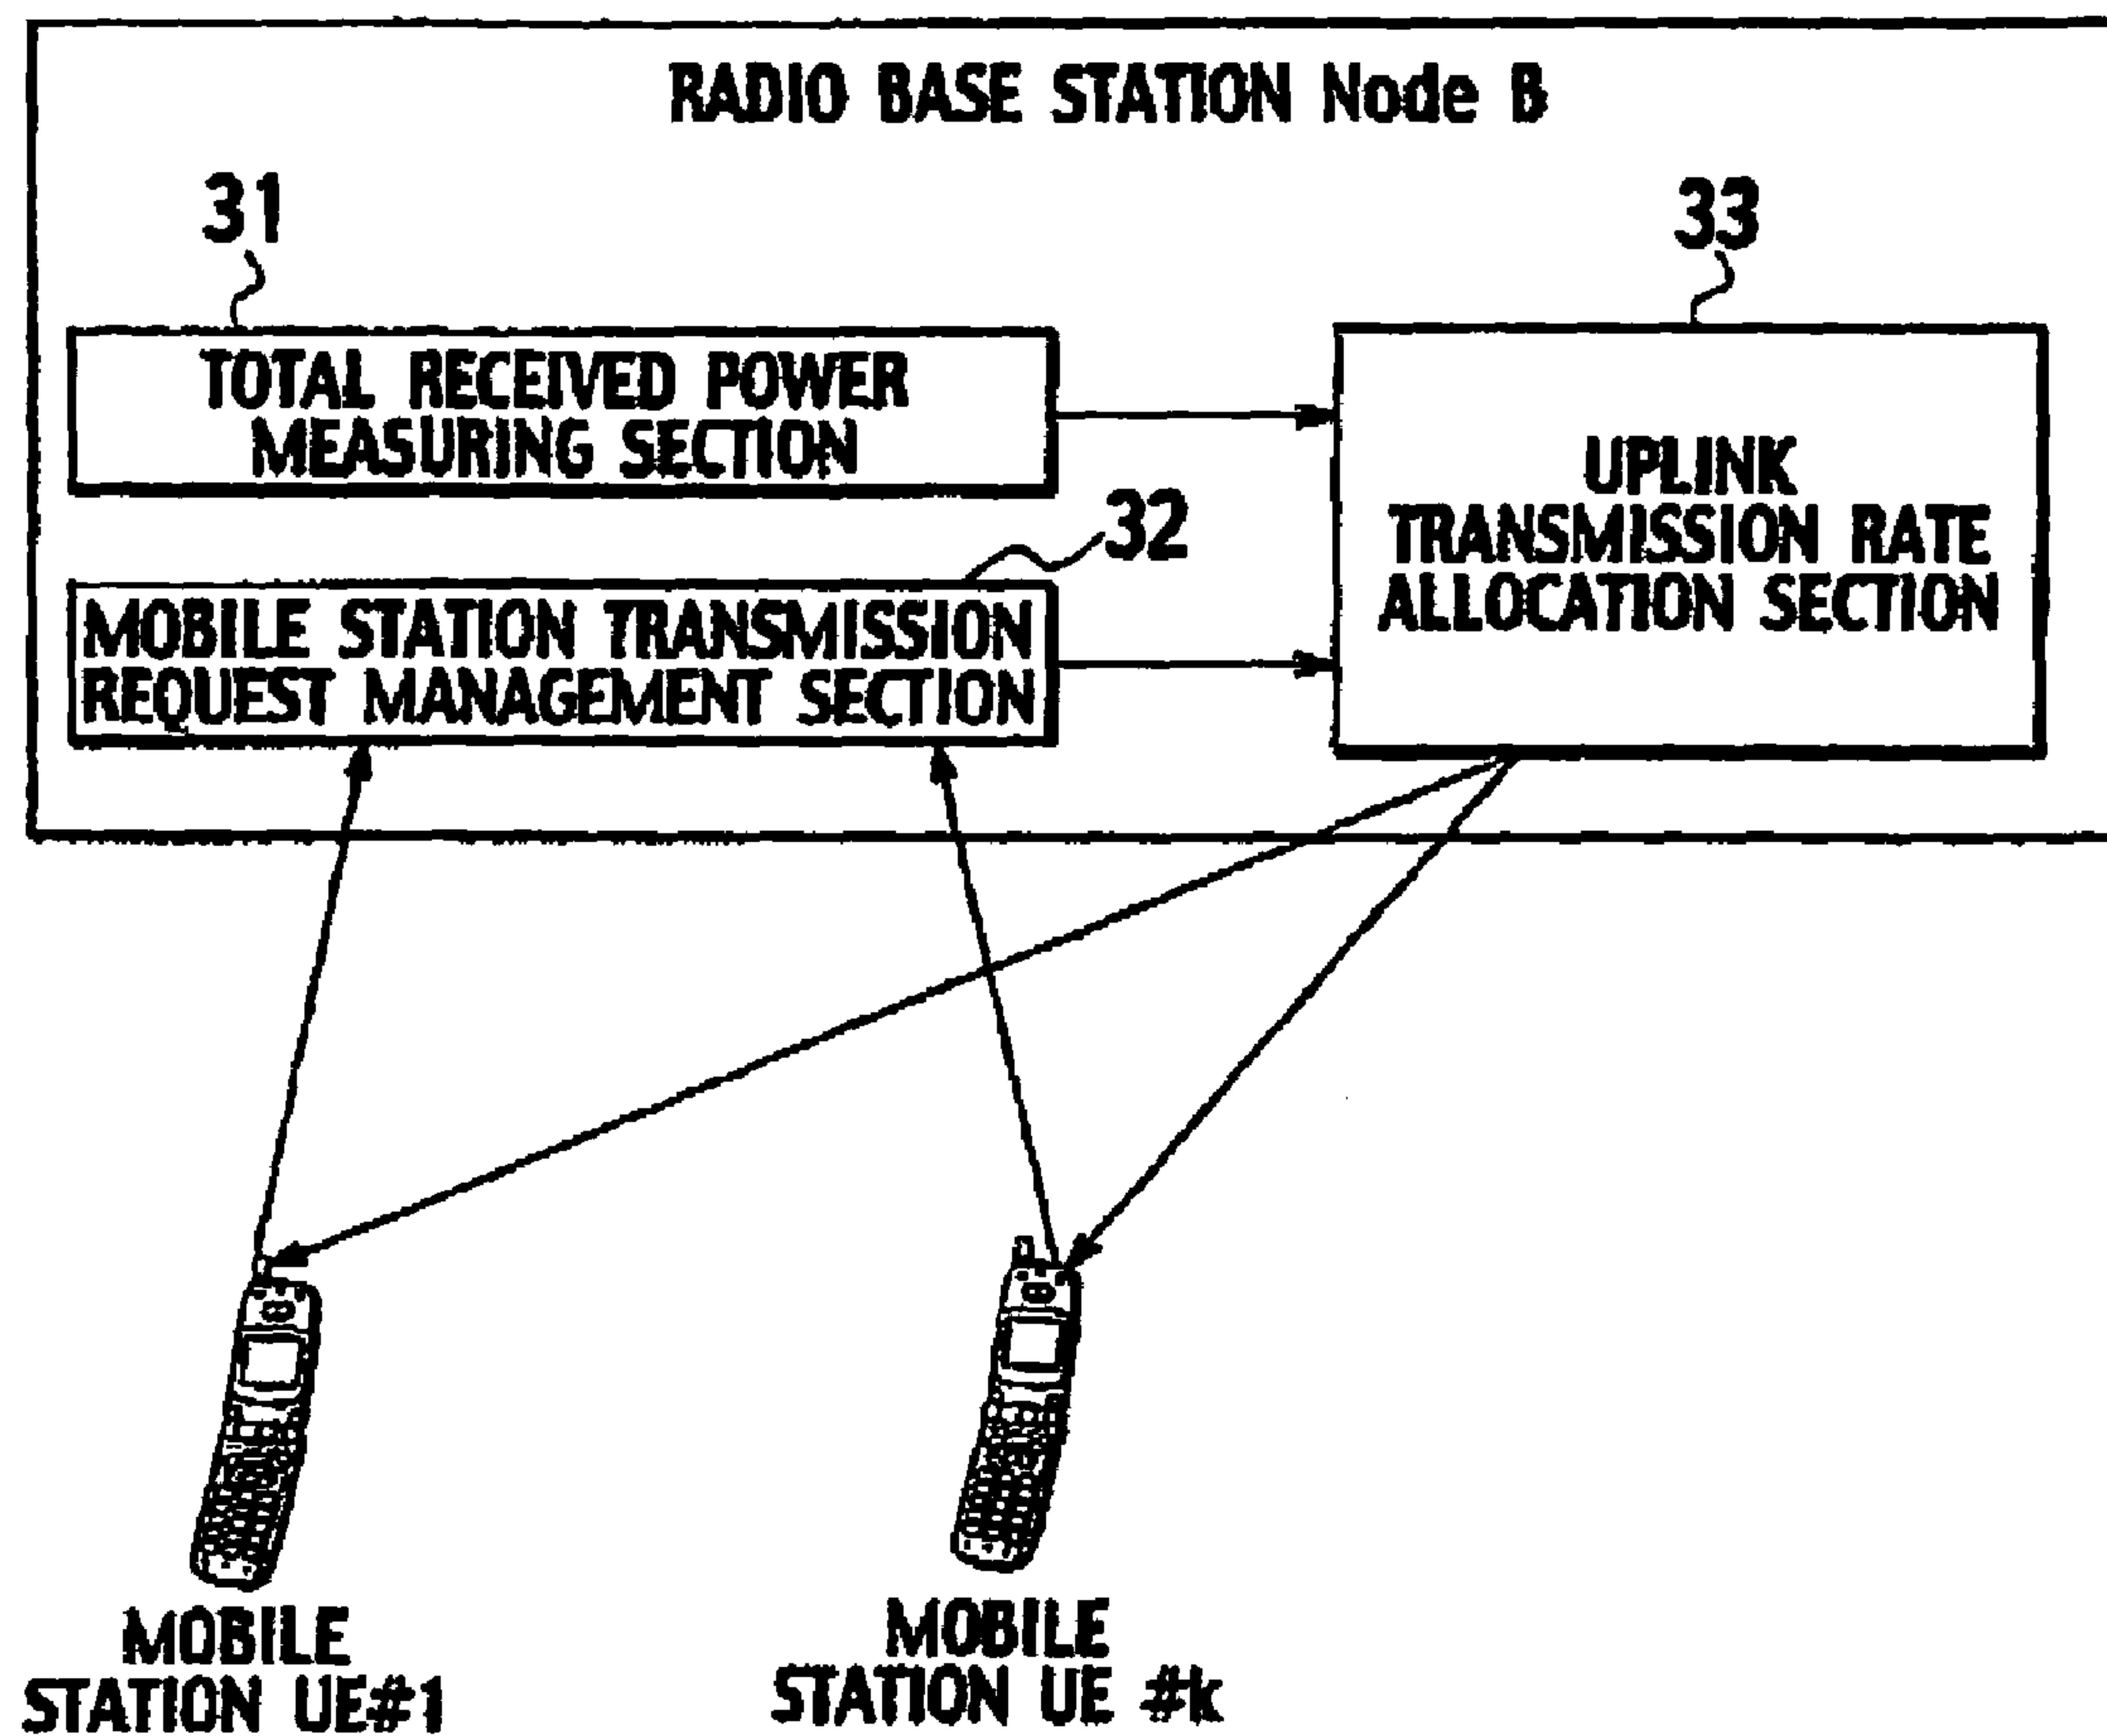 RADIO BASE STATION Node B
31
33
TOTAL RECEIVED POWER
MEASURING SECTION
32
MOBILE STATION TRANSMISSION
REQUEST MANAGEMENT SECTION
UPLINK
TRANSMISSION RATE
ALLOCATION SECTION
MOBILE
STATION UE#1
MOBILE
STATION UE #k